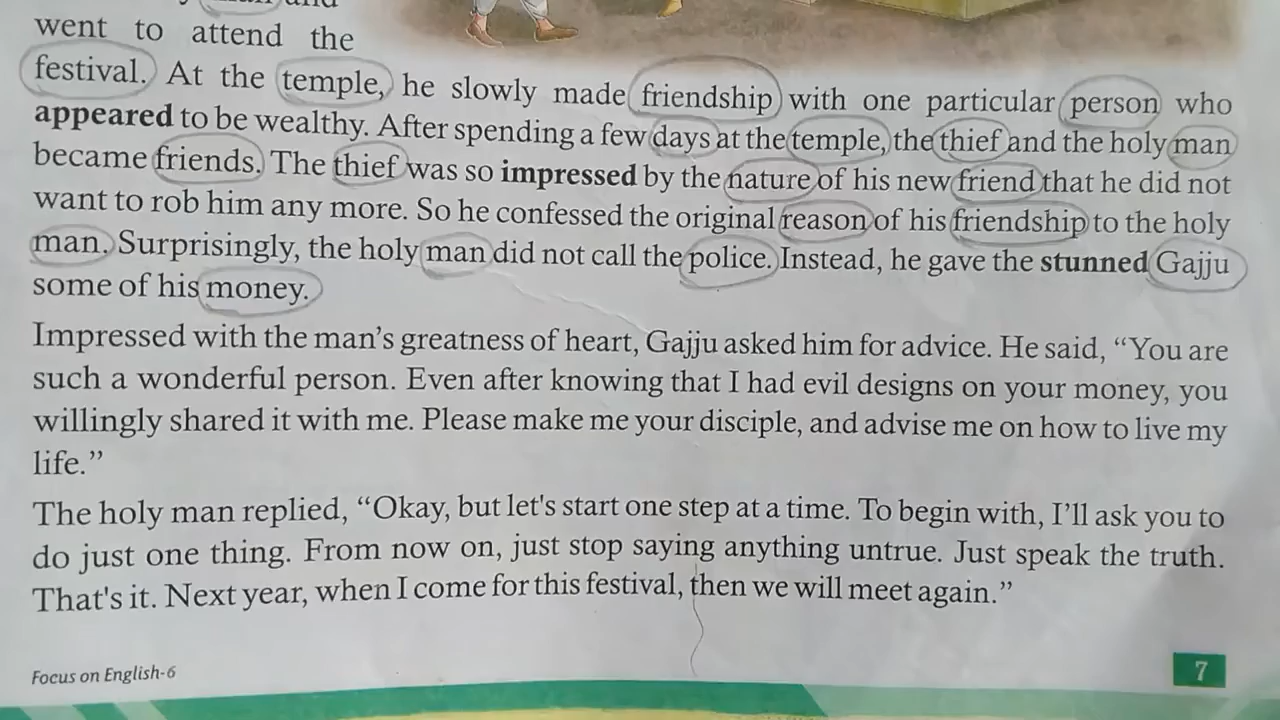 went to attend the
festival. At the temple, he slowly made friendship with one particular person who
appeared to be wealthy. After spending a few days at the temple, the thief and the holy man
became friends. The thief was so impressed by the nature of his new friend that he did not
want to rob him any more. So he confessed the original reason of his friendship to the holy
man. Surprisingly, the holy man did not call the police. Instead, he gave the stunned Gajju
some of his money.
Impressed with the man's greatness of heart, Gajju asked him for advice. He said, “You are
such a wonderful person. Even after knowing that I had evil designs on your money, you
willingly shared it with me. Please make me your disciple, and advise me on how to live my
life.”
The holy man replied, “Okay, but let's start one step at a time. To begin with, I’ll ask you to
do just one thing. From now on, just stop saying anything untrue. Just speak the truth.
That's it. Next year, when I come for this festival, then we will meet again.”
Focus on English-6
7